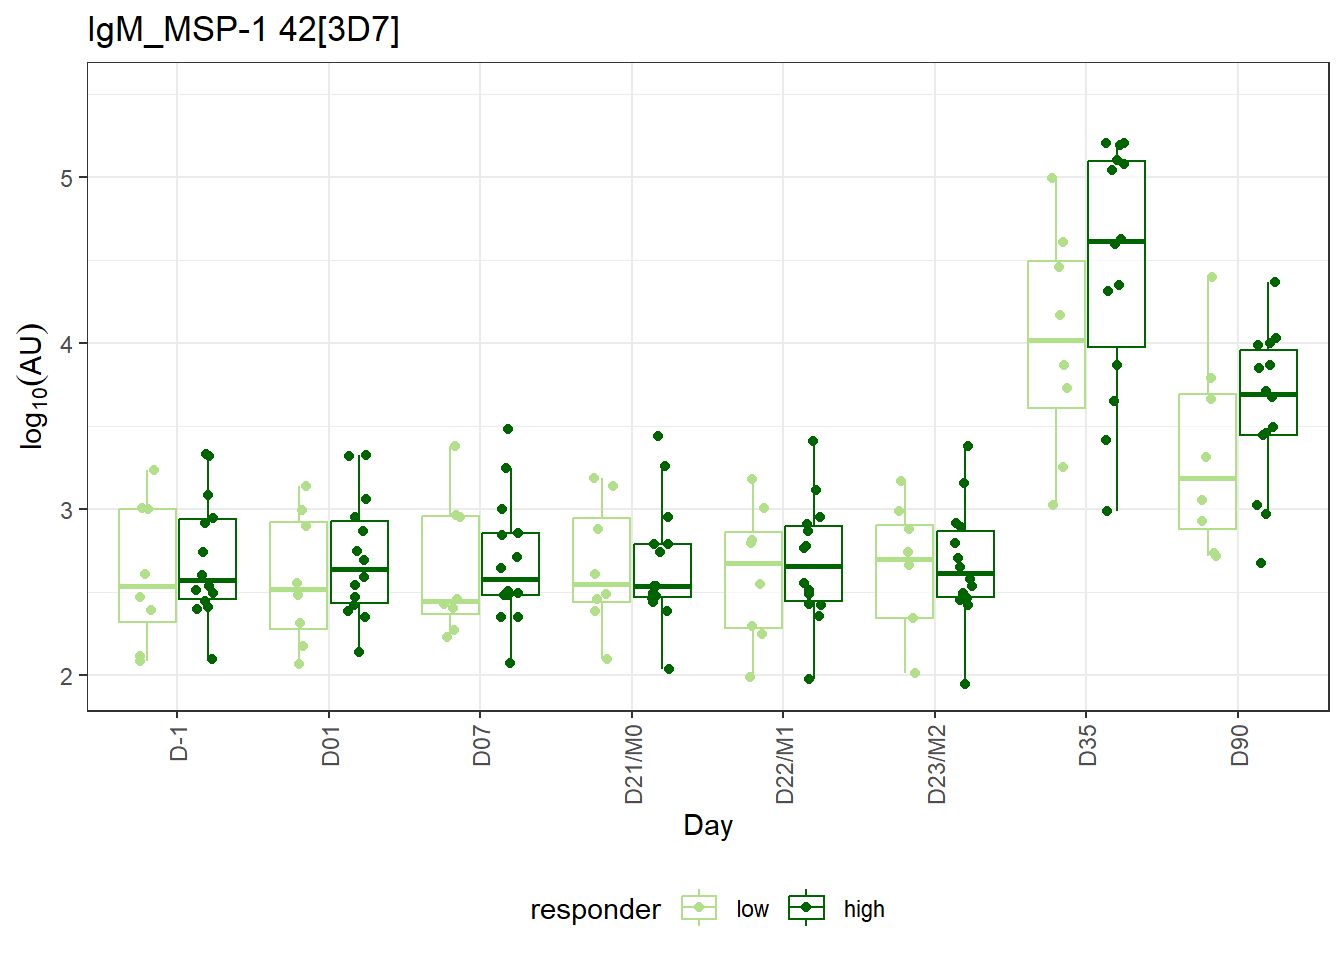 IgM_MSP-1 42[3D7]
log10(AU)
5
4
3
2
D-1
D01
D07
D21/M0
D22/M1
D23/M2
D35
D90
Day
responder low high